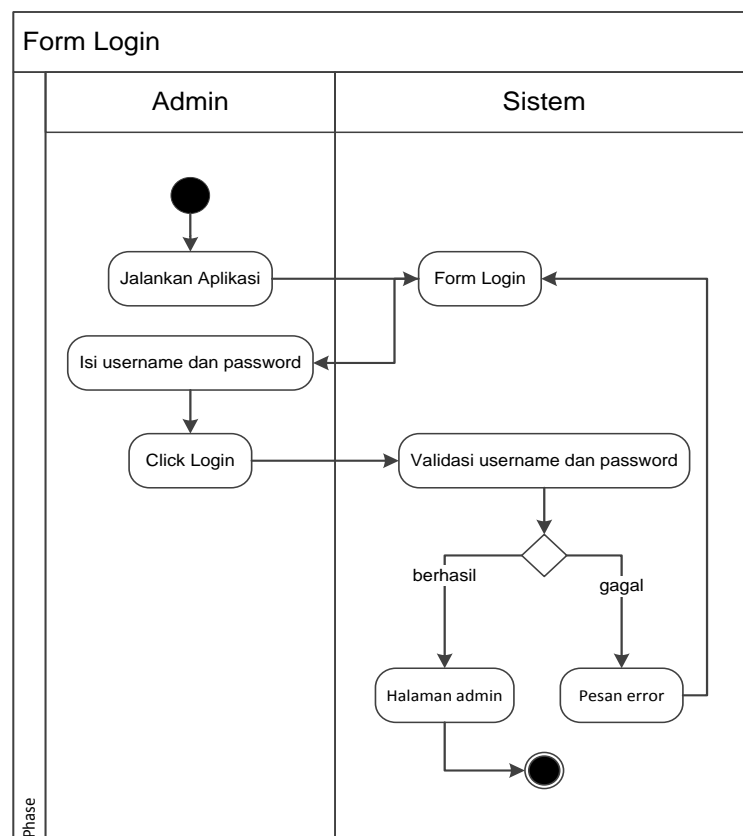 Form Login
Admin
Sistem
Jalankan Aplikasi
Form Login
Isi username dan password
Click Login
Validasi username dan password
berhasil
gagal
Halaman admin
Pesan error
Phase